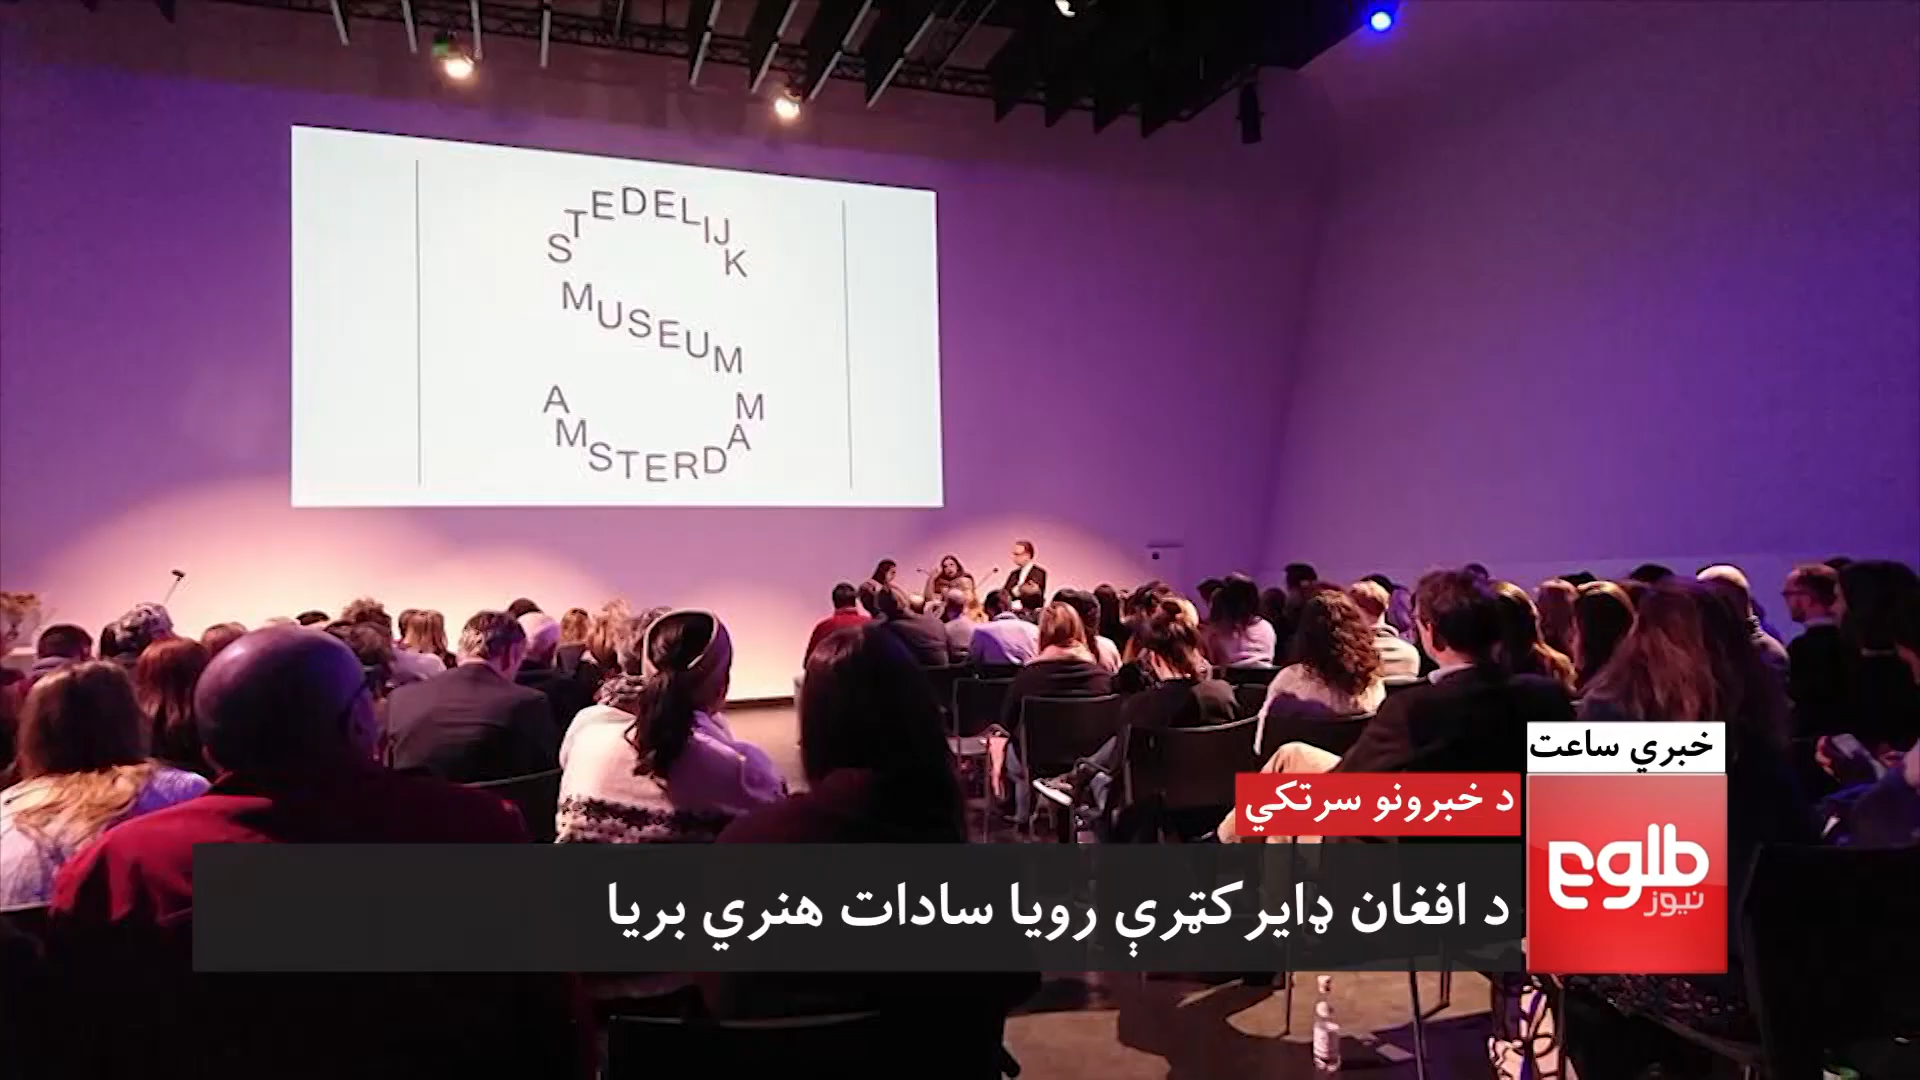 STEDELIJK
MUSEUM
AMSTERDAM
خبري ساعت
د خبرونو سرتکي
د افغان ډایرکټرې رویا سادات هنري بریا
طلوع
نیوز